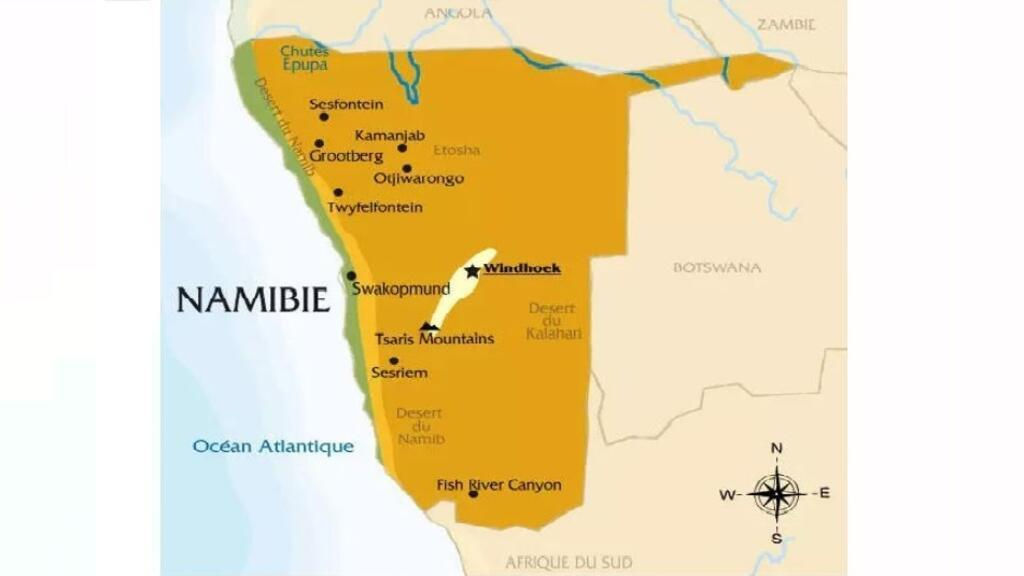 ANGOLA
ZAMBIE
Chutes
Epupa
Desert du Namib
Sesfontein
Kamanjab
Grootberg
Etosha
Otjiwarongo
Twyfelfontein
Windhoek
BOTSWANA
Swakopmund
NAMIBIE
Desert
du
Kalahari
Tsaris Mountains
Sesriem
Desert
du
Namib
Océan Atlantique
N
Fish River Canyon
W
E
S
AFRIQUE DU SUD